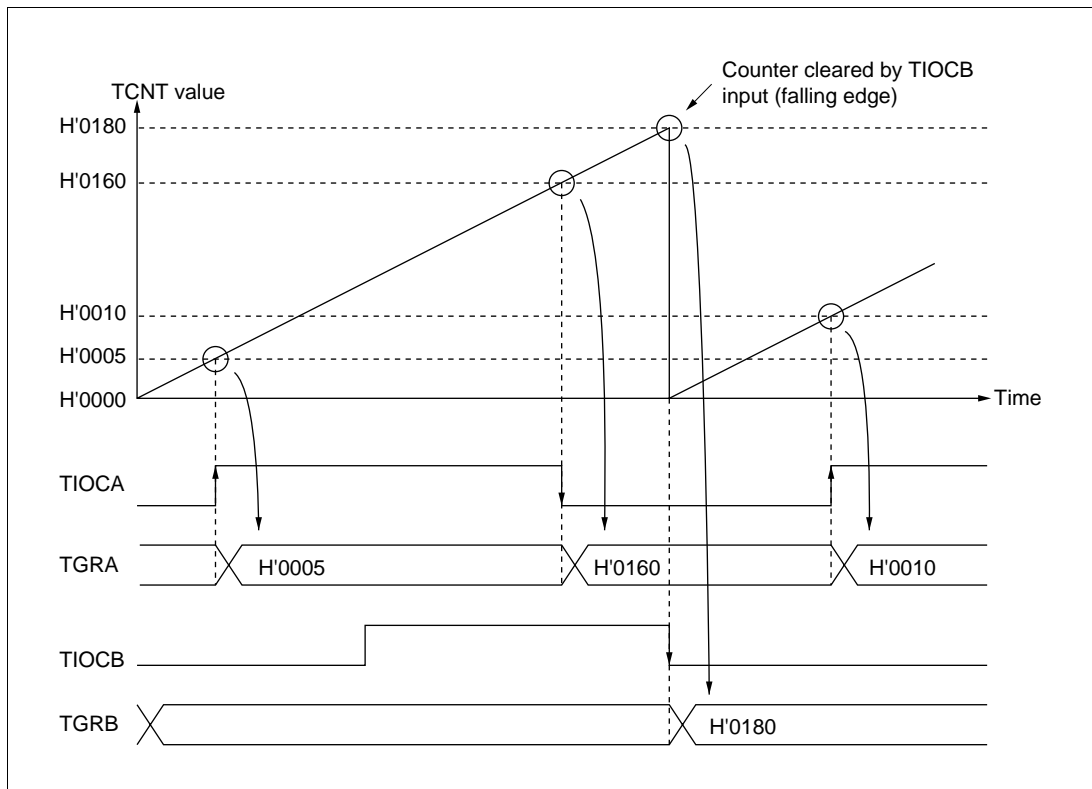 Counter cleared by TIOCB
input (falling edge)
TCNT value
H'0180
H'0160
H'0010
H'0005
H'0000
Time
TIOCA
TGRA
H'0005
H'0160
H'0010
TIOCB
TGRB
H'0180